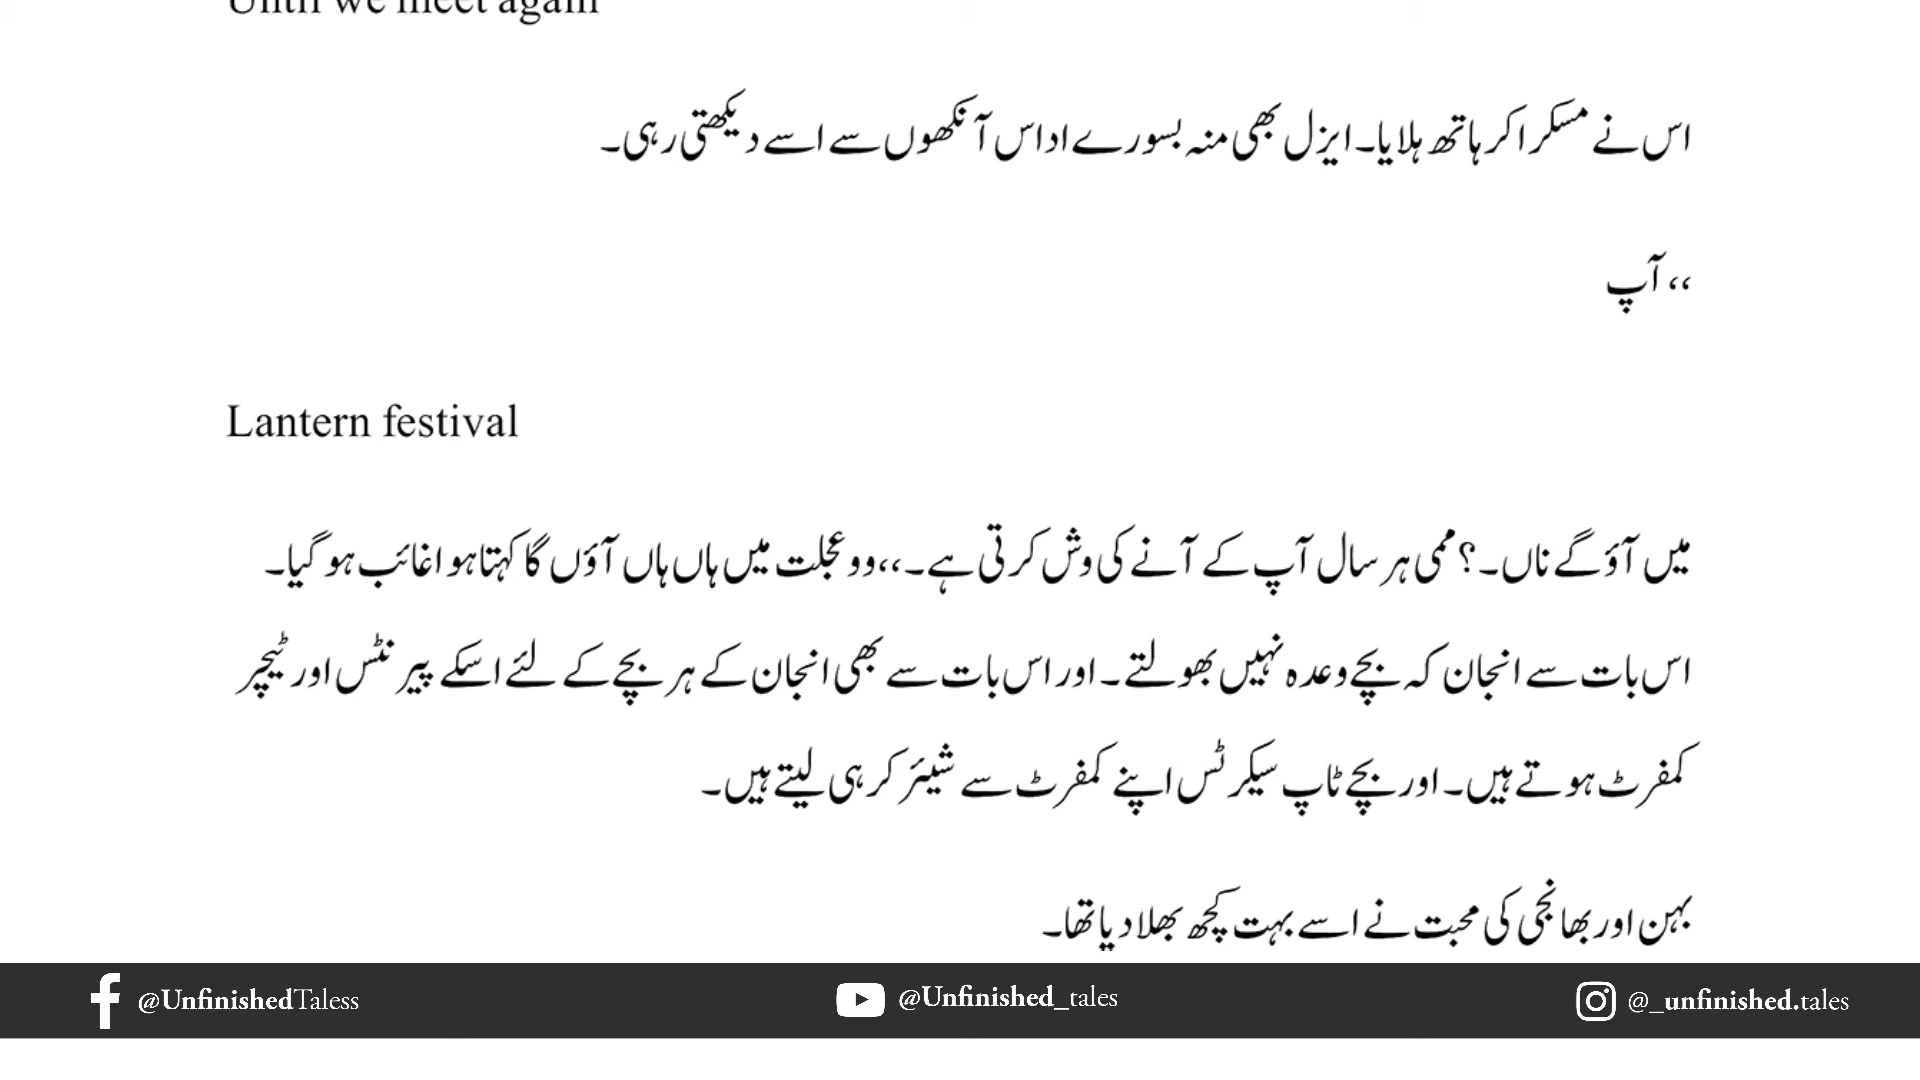 Until we meet again
اس نے مسکرا کر ہاتھ ہلایا۔ ایزل بھی منہ بسورے اداس آنکھوں سے اسے دیکھتی رہی۔
،، آپ
Lantern festival
میں آؤ گے ناں۔؟ ممی ہر سال آپ کے آنے کی وش کرتی ہے۔،، وو عجلت میں ہاں ہاں آؤں گا کہتا ہوا غائب ہو گیا۔
اس بات سے انجان کہ بچے وعدہ نہیں بھولتے۔ اور اس بات سے بھی انجان کے ہر بچے کے لئے اسکے پیرنٹس اور ٹیچر
کمفرٹ ہوتے ہیں۔ اور بچے ٹاپ سیکرٹس اپنے کمفرٹ سے شیئر کر ہی لیتے ہیں۔
بہن اور بھانجی کی محبت نے اسے بہت کچھ بھلا دیا تھا۔
@UnfinishedTaless
@Unfinished_tales
@_unfinished.tales